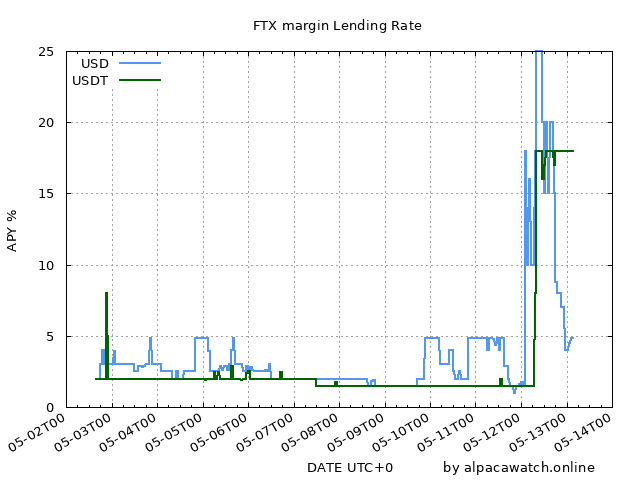 FTX margin Lending Rate
USD
USDT
25
20
15
10
5
0
APY %
05-02T00
05-03T00
05-04T00
05-05T00
05-06T00
05-07T00
05-08T00
05-09T00
05-10T00
05-11T00
05-12T00
05-13T00
05-14T00
DATE UTC+0 by alpacawatch.online